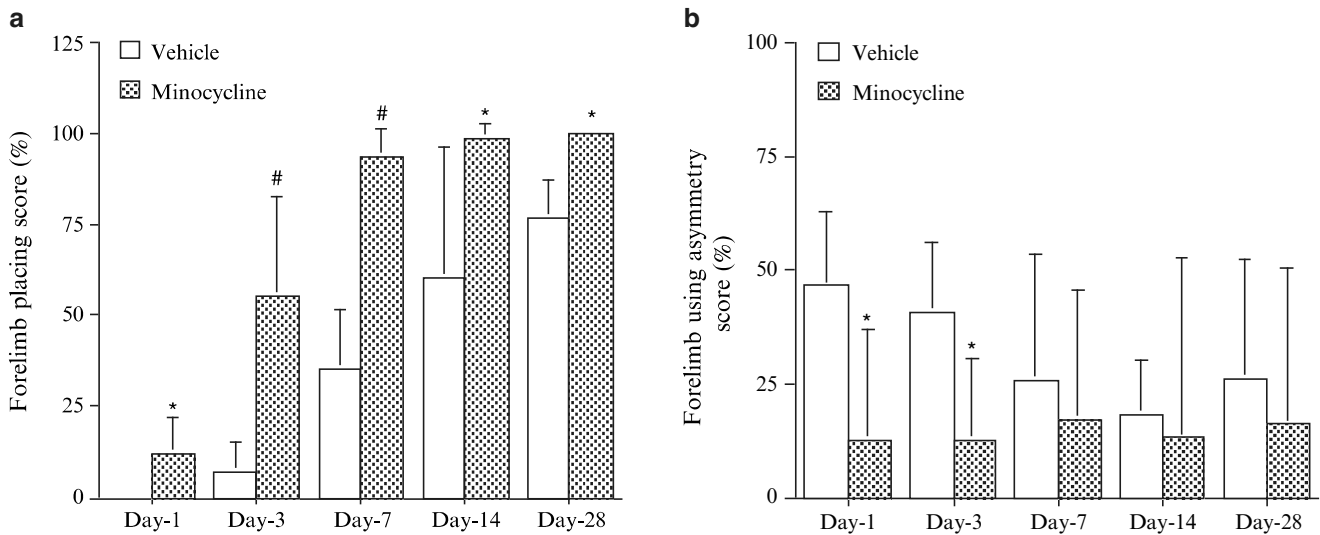 a
Forelimb placing score (%)
125
100
75
50
25
0
Vehicle
Minocycline
*
#
#
*
*
Day-1 Day-3 Day-7 Day-14 Day-28
b
Forelimb using asymmetry
score (%)
100
75
50
25
0
Vehicle
Minocycline
*
*
Day-1 Day-3 Day-7 Day-14 Day-28